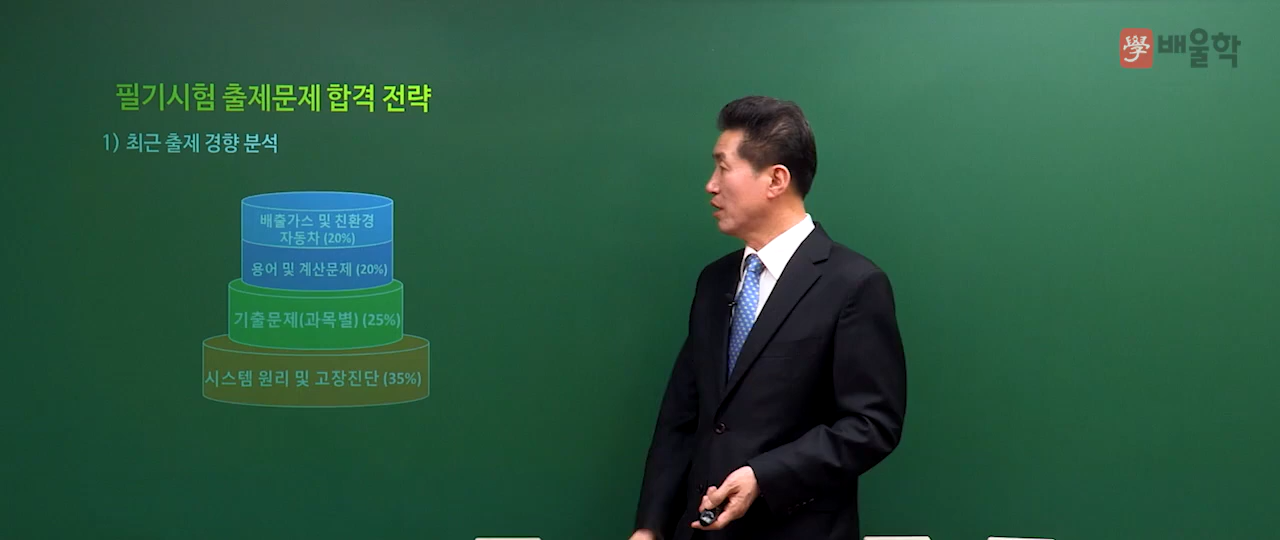 學배울학
필기시험 출제문제 합격 전략
1) 최근 출제 경향 분석
배출가스 및 친환경
자동차 (20%)
용어 및 계산문제 (20%)
기출문제(과목별) (25%)
시스템 원리 및 고장진단 (35%)